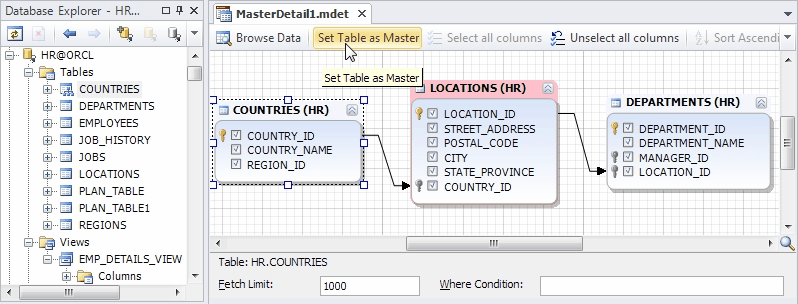 Database Explorer - HR...
MasterDetail1.mdet
Browse Data
Set Table as Master
Select all columns
Unselect all columns
Sort Ascendi
Set Table as Master
HR@ORCL
Tables
COUNTRIES
DEPARTMENTS
EMPLOYEES
JOB_HISTORY
JOBS
LOCATIONS
PLAN_TABLE
PLAN_TABLE1
REGIONS
Views
EMP_DETAILS_VIEW
Columns
COUNTRIES (HR)
COUNTRY_ID
COUNTRY_NAME
REGION_ID
LOCATIONS (HR)
LOCATION_ID
STREET_ADDRESS
POSTAL_CODE
CITY
STATE_PROVINCE
COUNTRY_ID
DEPARTMENTS (HR)
DEPARTMENT_ID
DEPARTMENT_NAME
MANAGER_ID
LOCATION_ID
Table: HR.COUNTRIES
Fetch Limit:
1000
Where Condition: